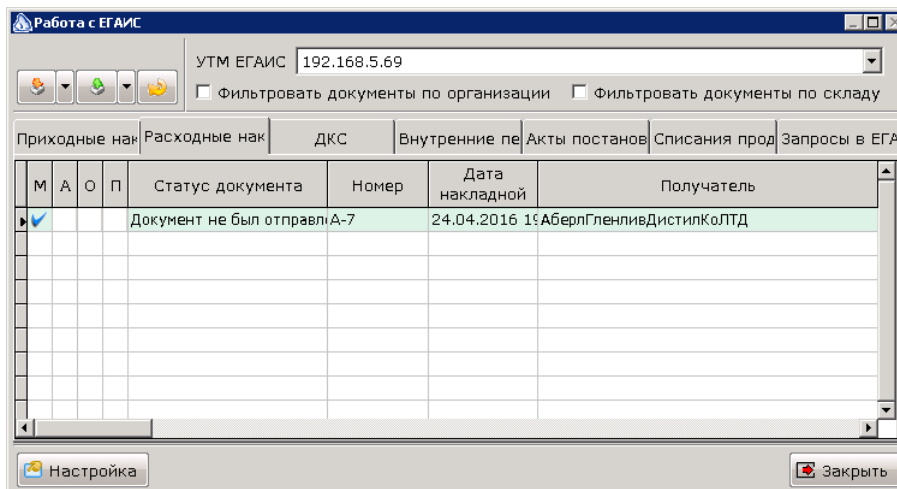 Работа с ЕГАИС
УТМ ЕГАИС 192.168.5.69
Фильтровать документы по организации Фильтровать документы по складу
Приходные нак Расходные нак ДКС Внутренние пе Акты постанов Списания прод Запросы в ЕГА
М А О П Статус документа Номер Дата накладной Получатель
Документ не был отправл А-7 24.04.2016 19 АберлГленливДистилКоЛТД
Настройка Закрыть